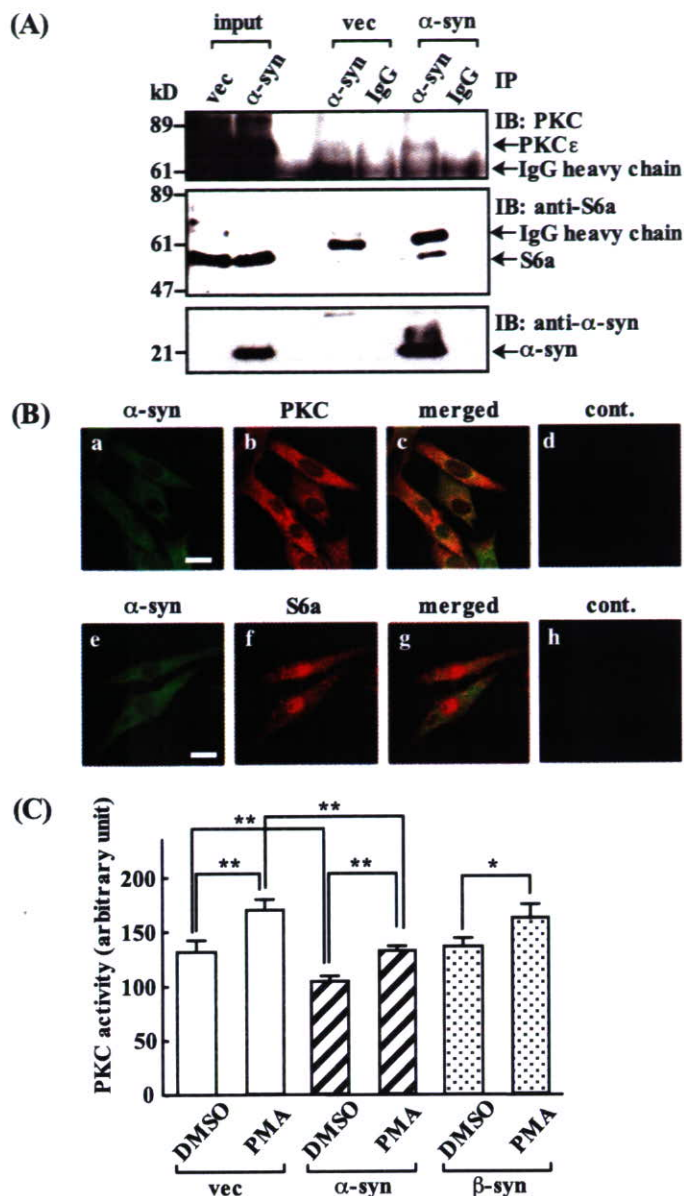 (A)
input vec α-syn
vec α-syn α-syn IgG α-syn IgG IP
kD
89
IB: PKC
PKCε
61
IgG heavy chain
89
IB: anti-S6a
61
IgG heavy chain
S6a
47
IB: anti-α-syn
21
α-syn
(B)
α-syn PKC merged cont.
a b c d
α-syn S6a merged cont.
e f g h
(C)
PKC activity (arbitrary unit)
200
150
100
50
0
** ** ** ** *
DMSO PMA DMSO PMA DMSO PMA
vec α-syn β-syn